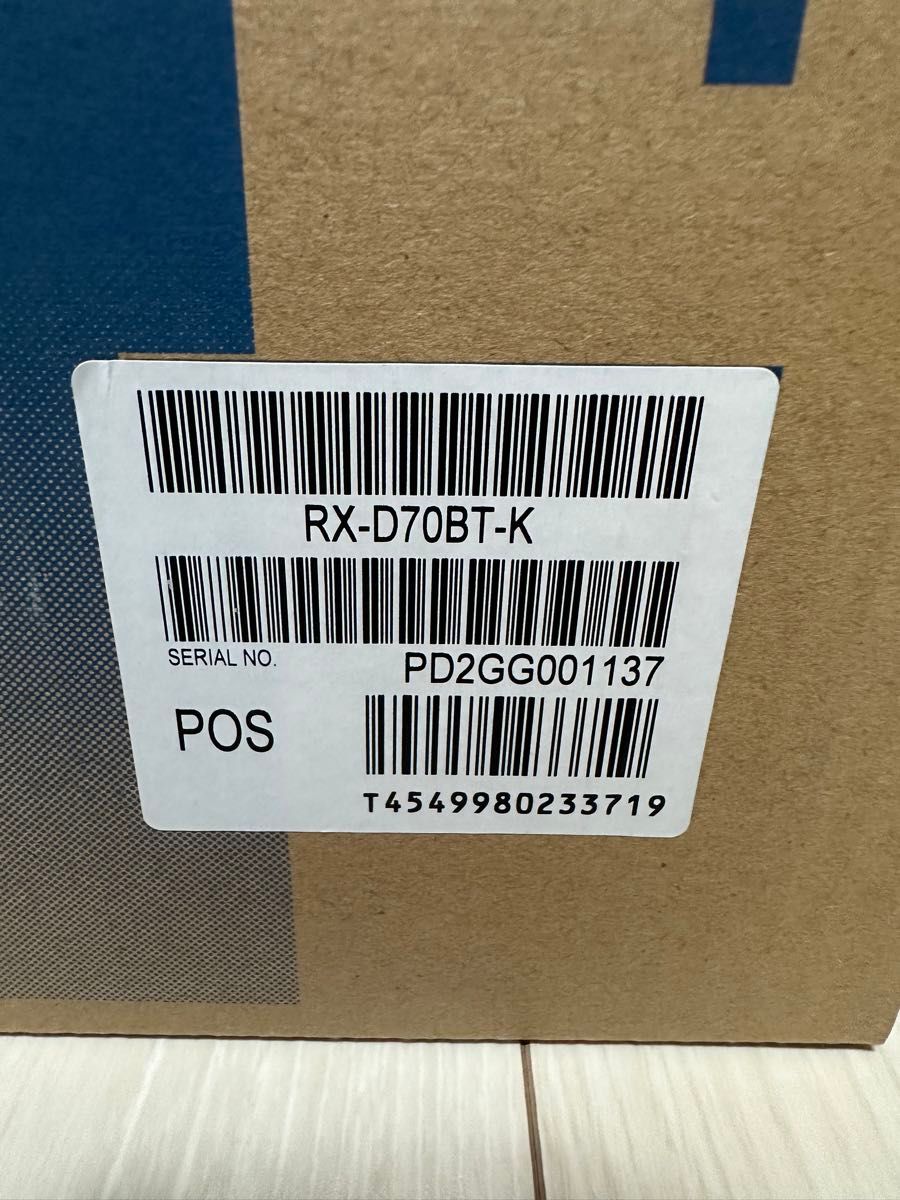 RX-D70BT-K
SERIAL NO. PD2GG001137
POS
T4549980233719